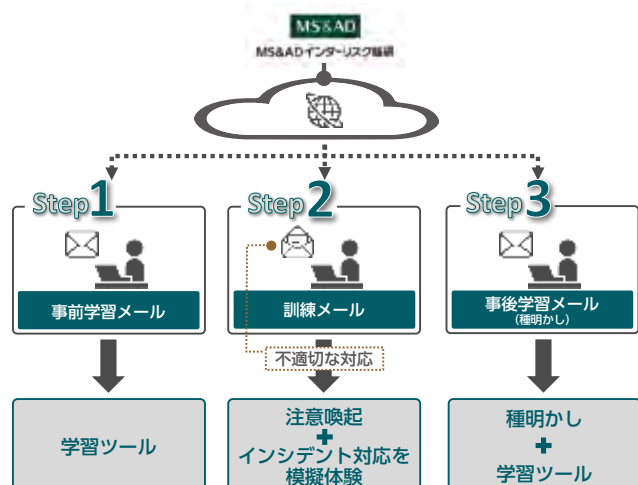 MS&AD
MS&ADインターリスク総研
Step1
Step2
Step3
事前学習メール
訓練メール
事後学習メール
(種明かし)
不適切な対応
学習ツール
注意喚起
+
インシデント対応を
模擬体験
種明かし
+
学習ツール